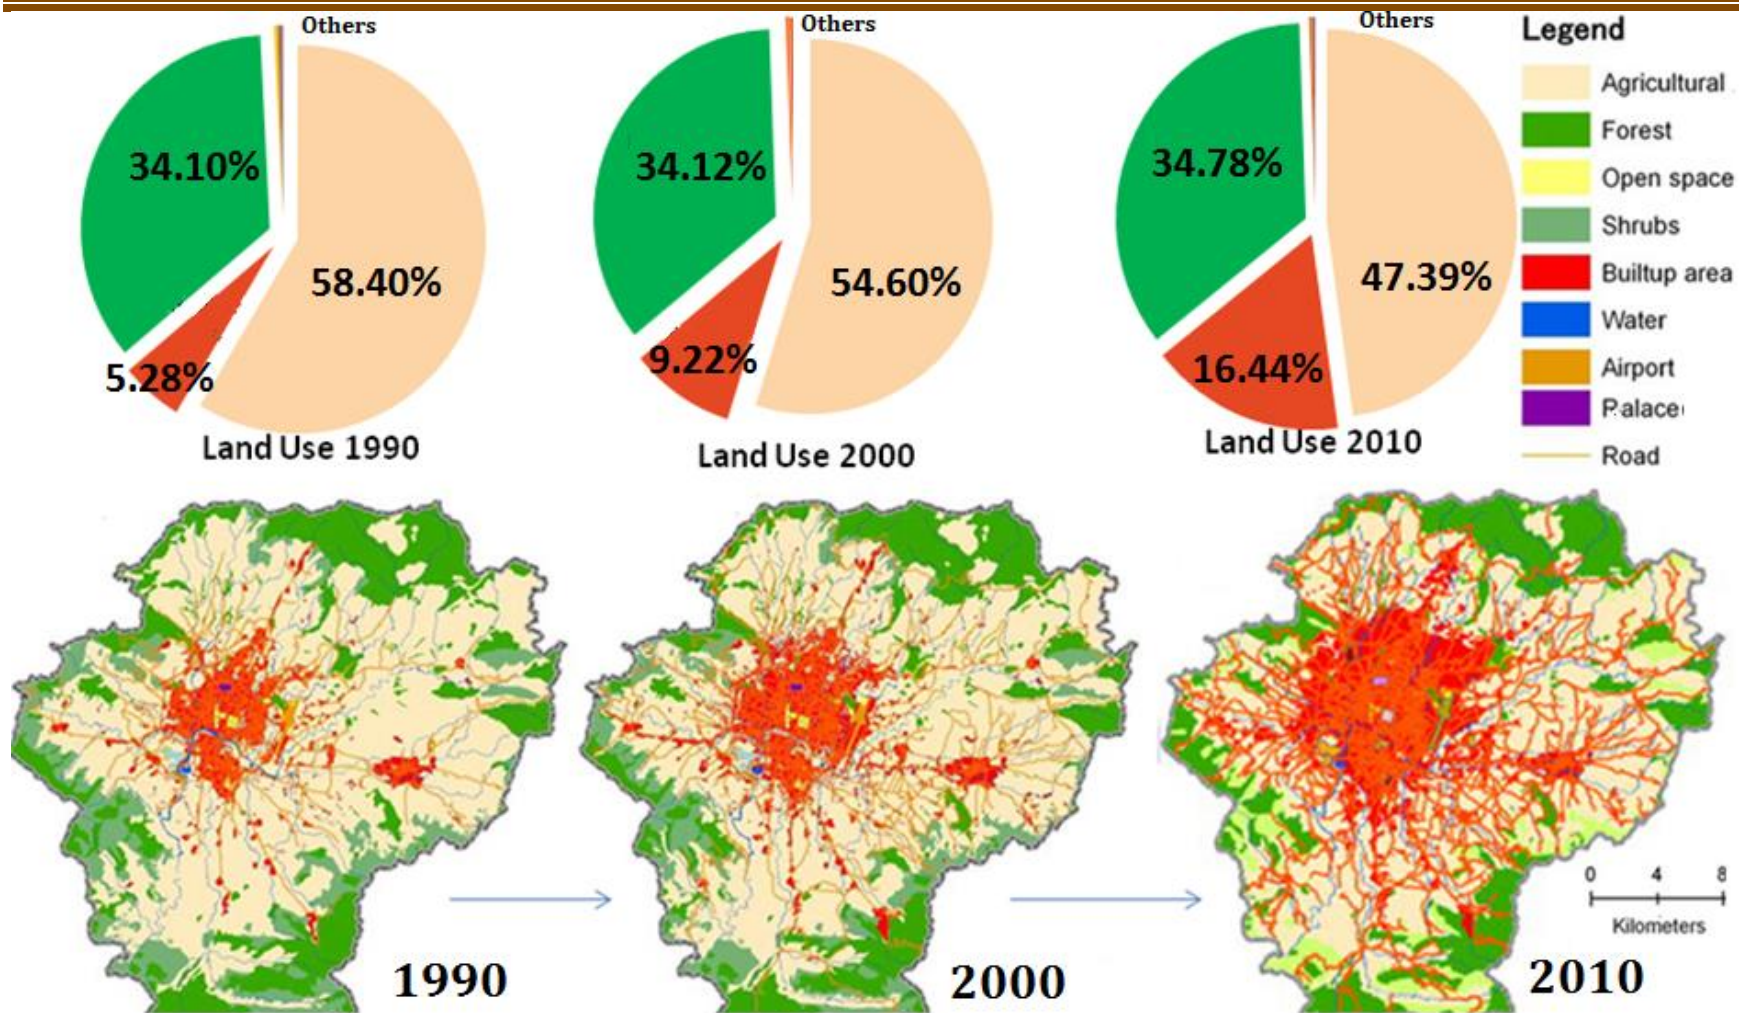 Others
34.10%
58.40%
5.28%
Land Use 1990
Others
34.12%
54.60%
9.22%
Land Use 2000
Others
34.78%
47.39%
16.44%
Land Use 2010
Legend
Agricultural
Forest
Open space
Shrubs
Builtup area
Water
Airport
Palace
Road
0 4 8
Kilometers
1990
2000
2010